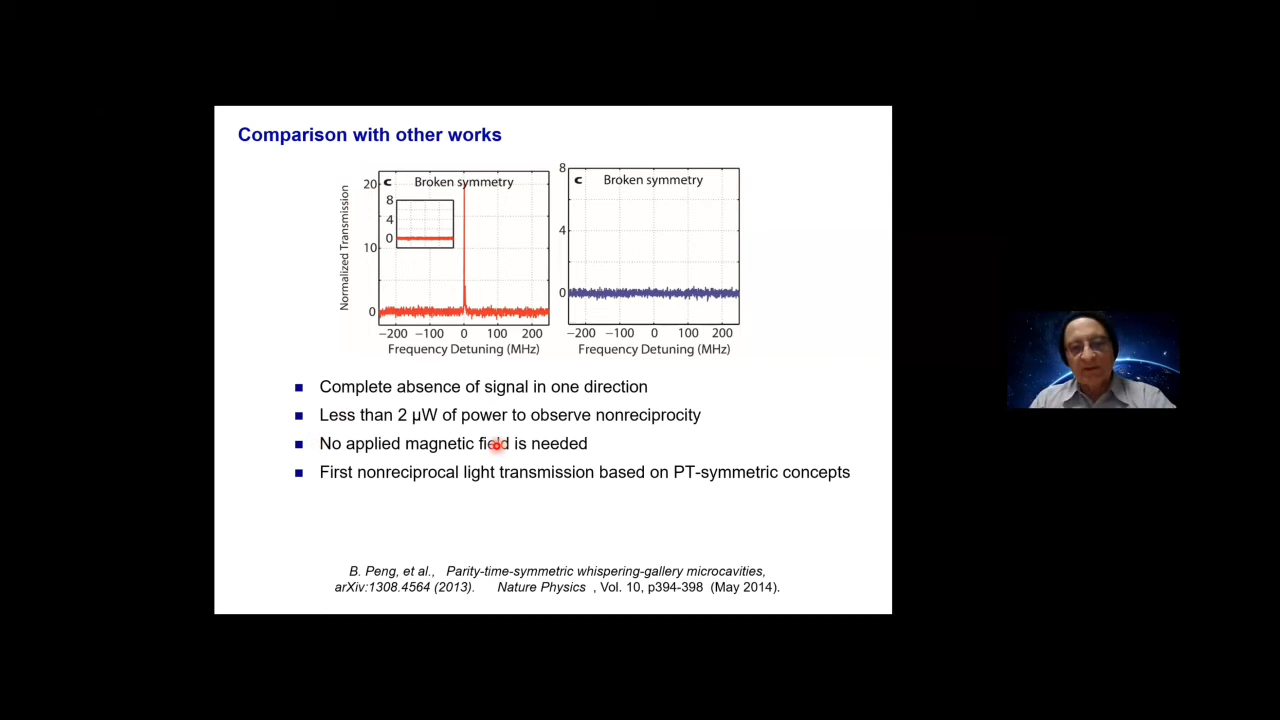 Comparison with other works
Normalized Transmission
20
10
0
c Broken symmetry
8
4
0
−200 −100 0 100 200
Frequency Detuning (MHz)
8
4
0
c Broken symmetry
−200 −100 0 100 200
Frequency Detuning (MHz)
Complete absence of signal in one direction
Less than 2 µW of power to observe nonreciprocity
No applied magnetic field is needed
First nonreciprocal light transmission based on PT-symmetric concepts
B. Peng, et al., Parity-time-symmetric whispering-gallery microcavities,
arXiv:1308.4564 (2013). Nature Physics , Vol. 10, p394-398 (May 2014).